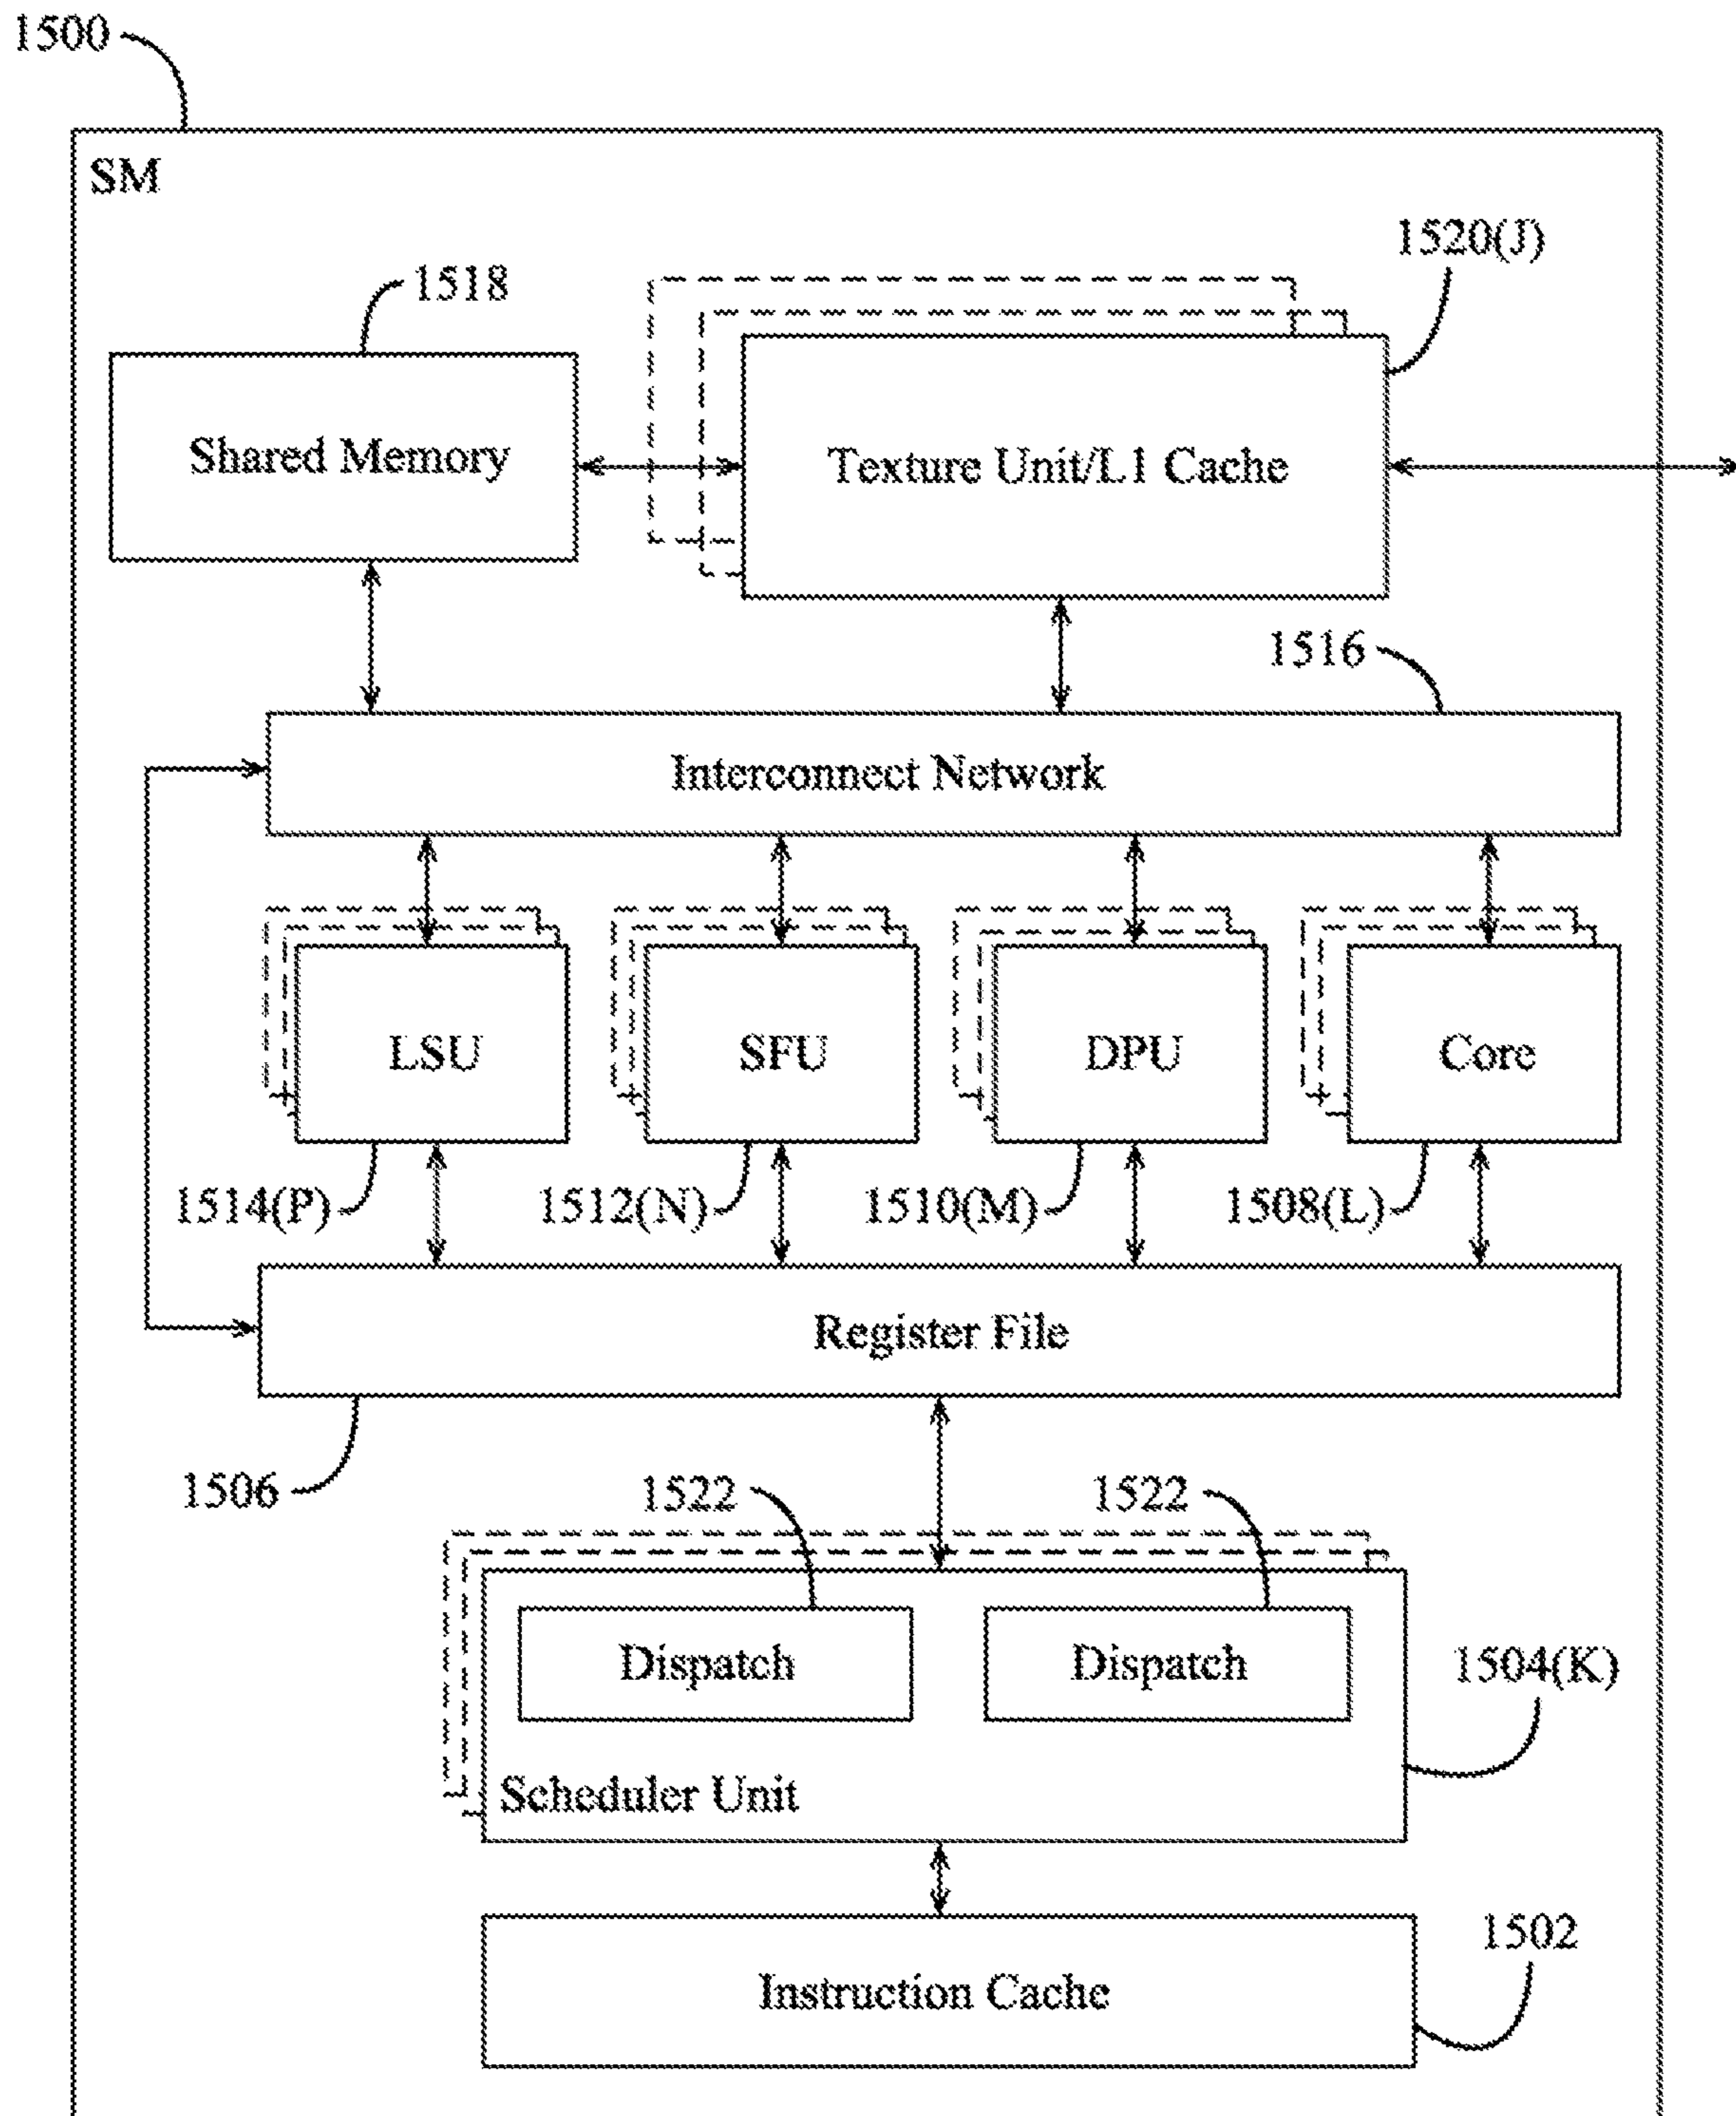 1500
SM
1520(J)
1518
Shared Memory
Texture Unit/L1 Cache
1516
Interconnect Network
LSU
SFU
DPU
Core
1514(P)
1512(N)
1510(M)
1508(L)
Register File
1506
1522
1522
Dispatch
Dispatch
1504(K)
Scheduler Unit
1502
Instruction Cache